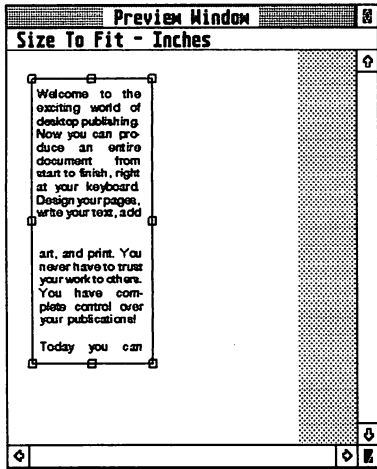 Preview Window
Size To Fit - Inches
Welcome to the
exciting world of
desktop publishing.
Now you can pro-
duce an entire
document from
start to finish, right
at your keyboard.
Design your pages,
write your text, add
art, and print. You
never have to trust
your work to others.
You have com-
plete control over
your publications!
Today you can